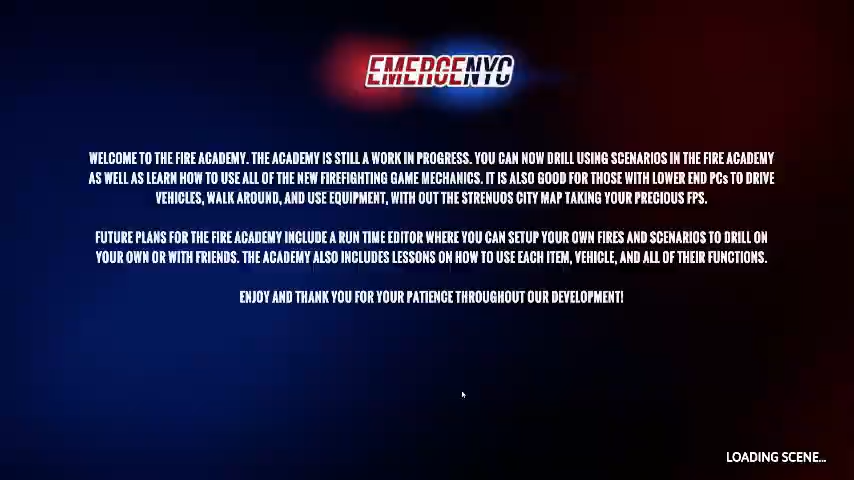 EMERGENYC
WELCOME TO THE FIRE ACADEMY. THE ACADEMY IS STILL A WORK IN PROGRESS. YOU CAN NOW DRILL USING SCENARIOS IN THE FIRE ACADEMY
AS WELL AS LEARN HOW TO USE ALL OF THE NEW FIREFIGHTING GAME MECHANICS. IT IS ALSO GOOD FOR THOSE WITH LOWER END PCs TO DRIVE
VEHICLES, WALK AROUND, AND USE EQUIPMENT, WITH OUT THE STRENUOS CITY MAP TAKING YOUR PRECIOUS FPS.
FUTURE PLANS FOR THE FIRE ACADEMY INCLUDE A RUN TIME EDITOR WHERE YOU CAN SETUP YOUR OWN FIRES AND SCENARIOS TO DRILL ON
YOUR OWN OR WITH FRIENDS. THE ACADEMY ALSO INCLUDES LESSONS ON HOW TO USE EACH ITEM, VEHICLE, AND ALL OF THEIR FUNCTIONS.
ENJOY AND THANK YOU FOR YOUR PATIENCE THROUGHOUT OUR DEVELOPMENT!
LOADING SCENE...